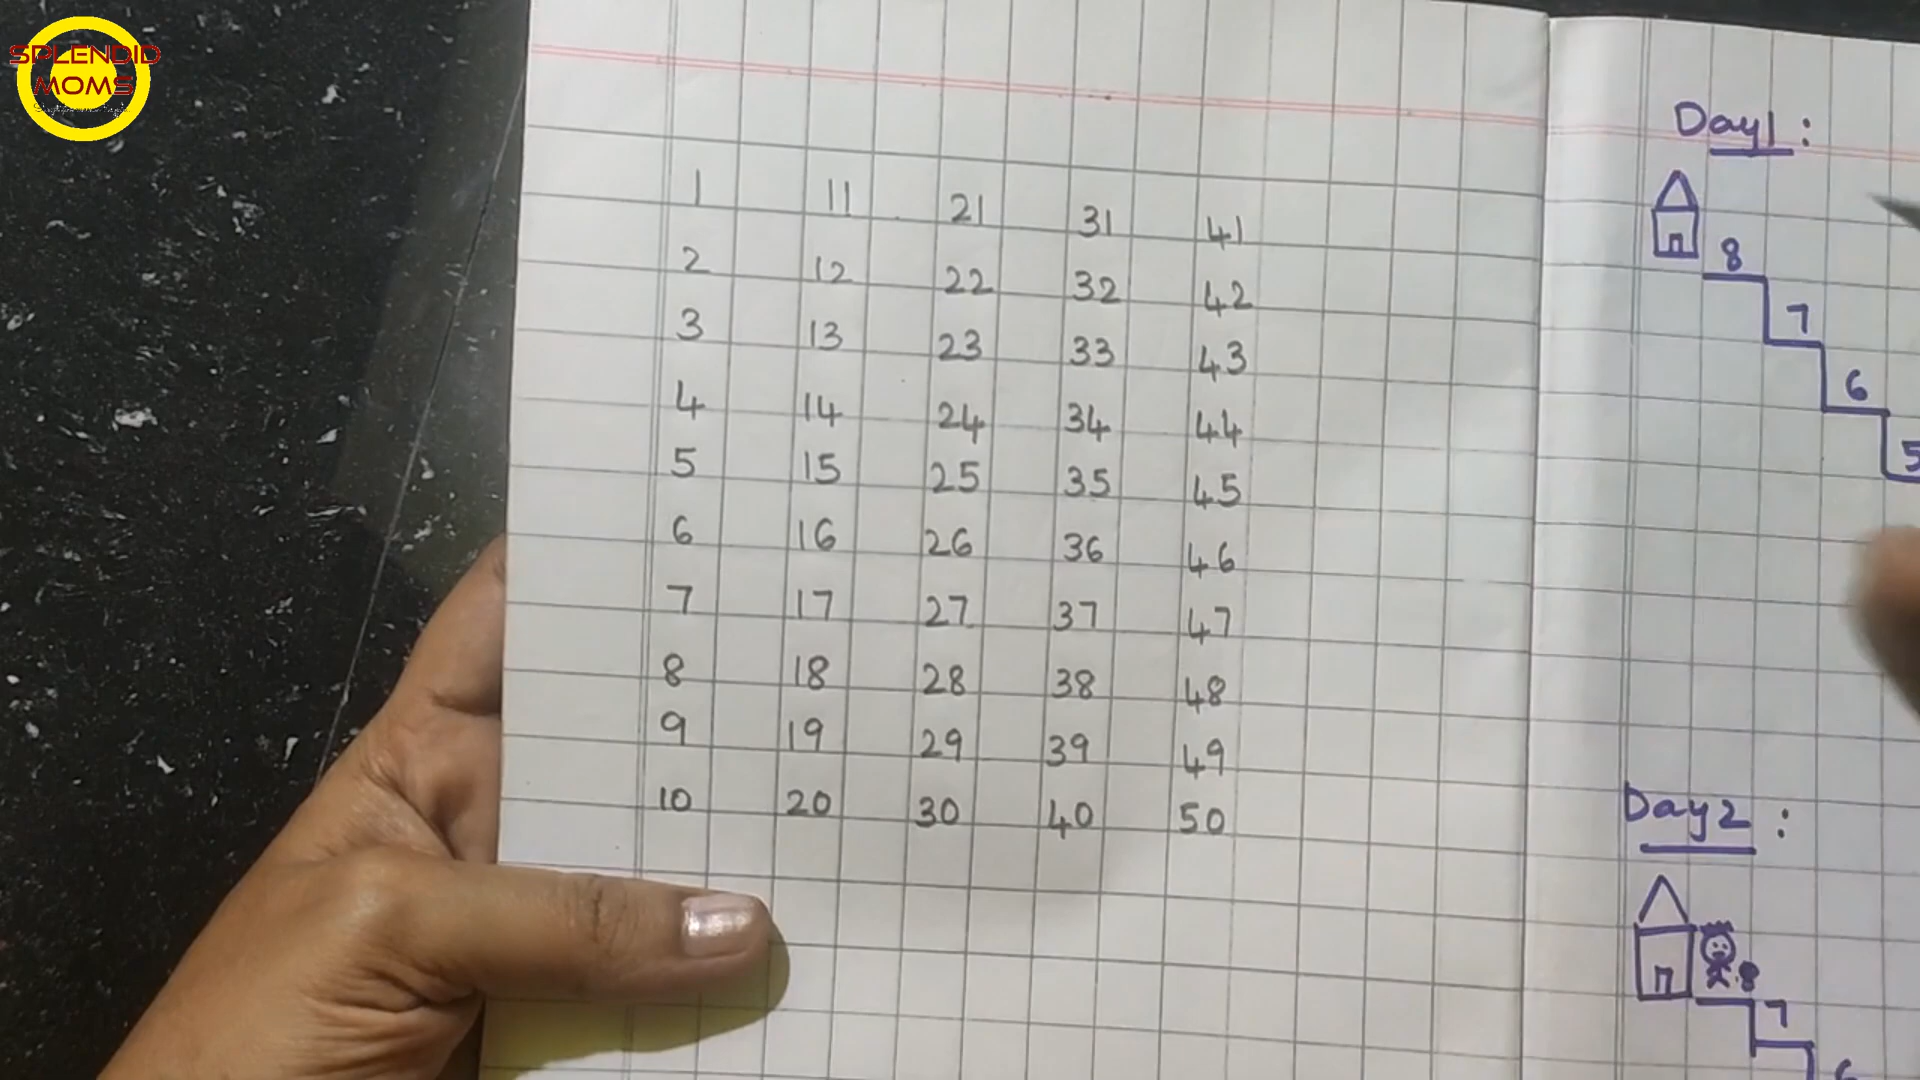 SPLENDID
MOMS
1 11 21 31 41
2 12 22 32 42
3 13 23 33 43
4 14 24 34 44
5 15 25 35 45
6 16 26 36 46
7 17 27 37 47
8 18 28 38 48
9 19 29 39 49
10 20 30 40 50
Day1:
8
7
6
5
Day2:
8
7
6